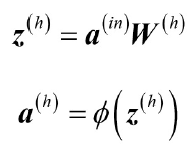 z^(h) = a^(in) W^(h)
a^(h) = ϕ(z^(h))